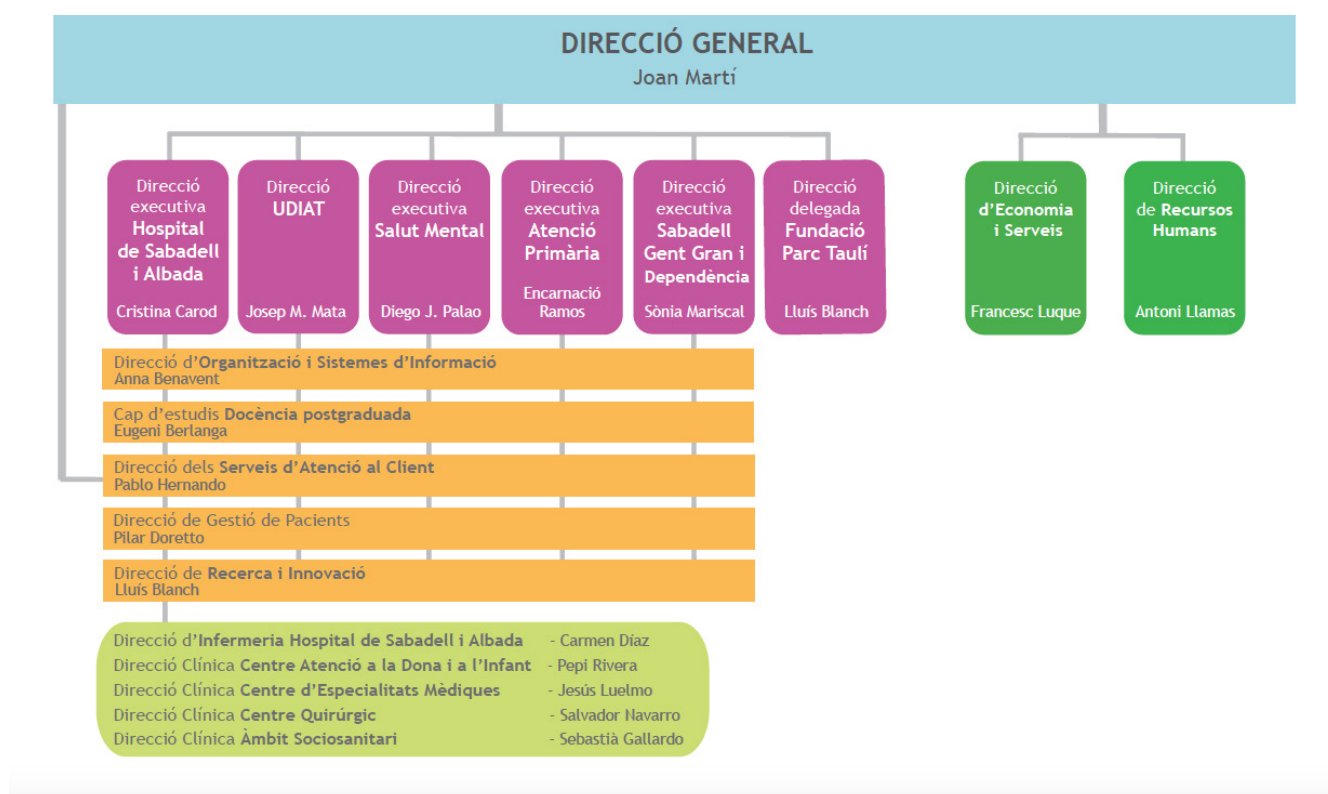 DIRECCIÓ GENERAL
Joan Martí
Direcció
executiva
Hospital
de Sabadell
i Albada
Cristina Carod
Direcció
UDIAT
Josep M. Mata
Direcció
executiva
Salut Mental
Diego J. Palao
Direcció
executiva
Atenció
Primària
Encarnació
Ramos
Direcció
executiva
Sabadell
Gent Gran i
Dependència
Sònia Mariscal
Direcció
delegada
Fundació
Parc Taulí
Lluís Blanch
Direcció
d'Economia
i Serveis
Francesc Luque
Direcció
de Recursos
Humans
Antoni Llamas
Direcció d'Organització i Sistemes d'Informació
Anna Benavent
Cap d'estudis Docència postgraduada
Eugeni Berlanga
Direcció dels Serveis d'Atenció al Client
Pablo Hernando
Direcció de Gestió de Pacients
Pilar Doretto
Direcció de Recerca i Innovació
Lluís Blanch
Direcció d'Infermeria Hospital de Sabadell i Albada - Carmen Díaz
Direcció Clínica Centre Atenció a la Dona i a l'Infant - Pepi Rivera
Direcció Clínica Centre d'Especialitats Mèdiques - Jesús Luelmo
Direcció Clínica Centre Quirúrgic - Salvador Navarro
Direcció Clínica Àmbit Sociosanitari - Sebastià Gallardo